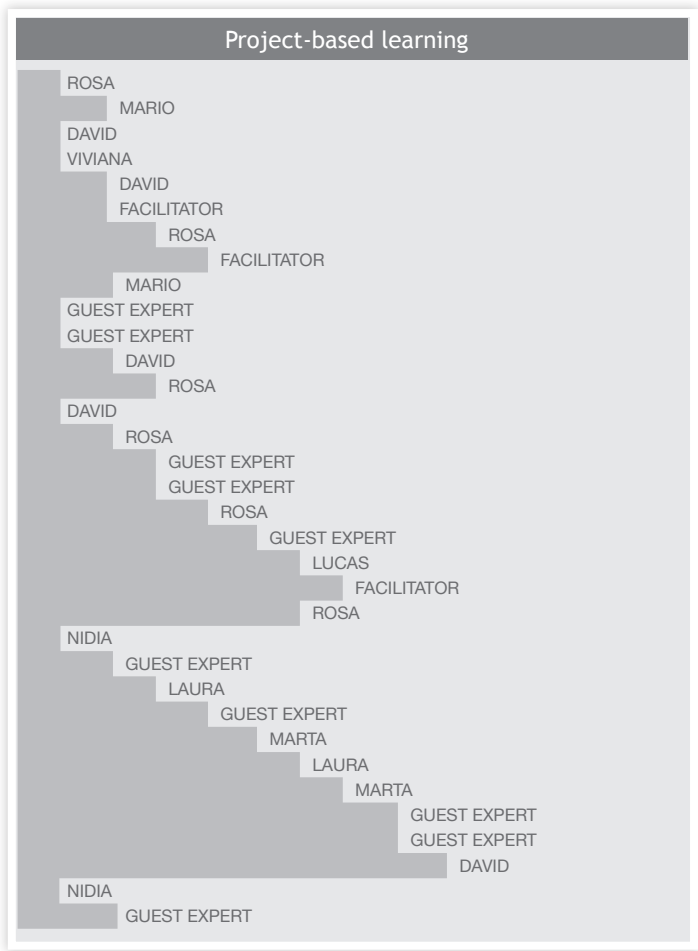 Project-based learning
ROSA
MARIO
DAVID
VIVIANA
DAVID
FACILITATOR
ROSA
FACILITATOR
MARIO
GUEST EXPERT
GUEST EXPERT
DAVID
ROSA
DAVID
ROSA
GUEST EXPERT
GUEST EXPERT
ROSA
GUEST EXPERT
LUCAS
FACILITATOR
ROSA
NIDIA
GUEST EXPERT
LAURA
GUEST EXPERT
MARTA
LAURA
MARTA
GUEST EXPERT
GUEST EXPERT
DAVID
NIDIA
GUEST EXPERT